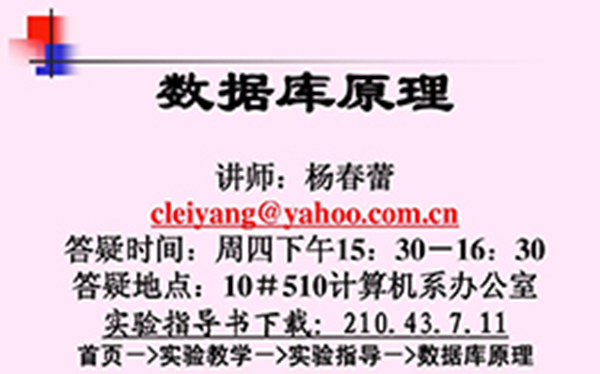 数据库原理
讲师：杨春蕾
cleiyang@yahoo.com.cn
答疑时间：周四下午15：30－16：30
答疑地点：10＃510计算机系办公室
实验指导书下载：210.43.7.11
首页—>实验教学—>实验指导—>数据库原理